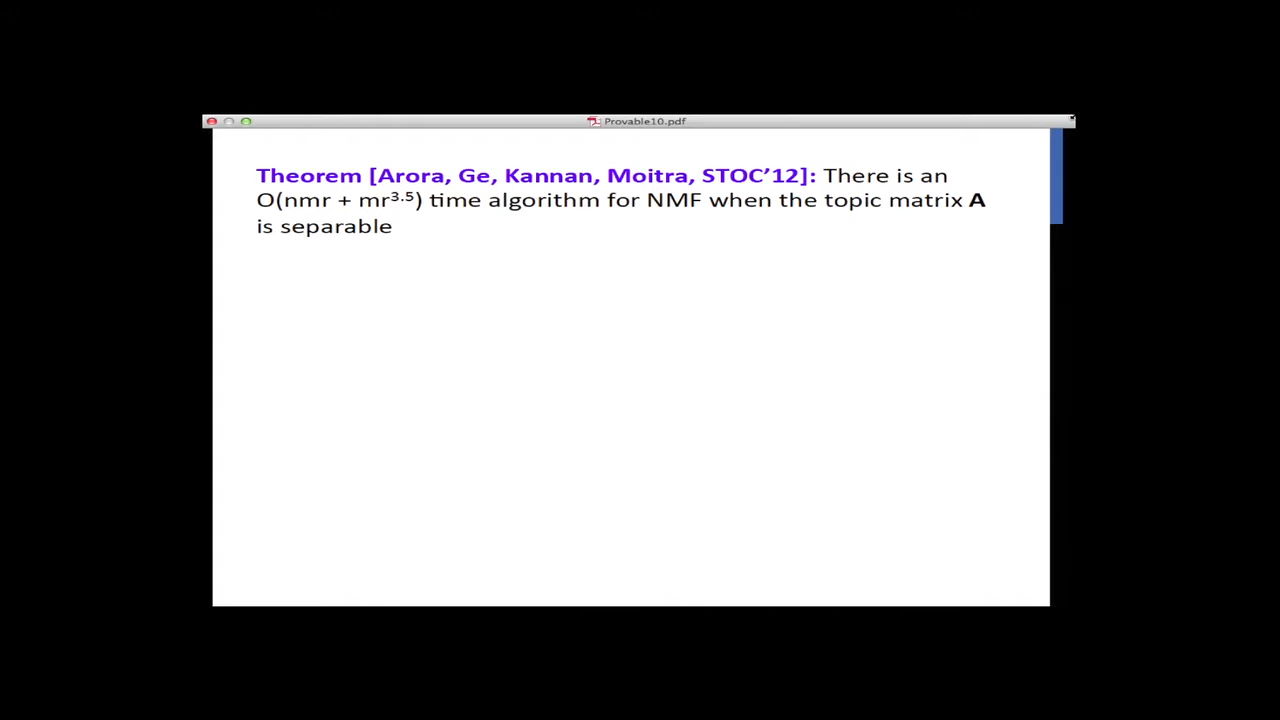 Provable10.pdf
Theorem [Arora, Ge, Kannan, Moitra, STOC’12]: There is an
O(nmr + mr³·⁵) time algorithm for NMF when the topic matrix A
is separable